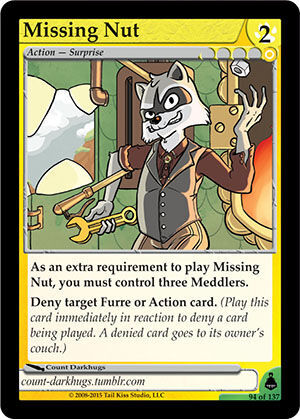 Missing Nut
2
Action — Surprise
As an extra requirement to play Missing
Nut, you must control three Meddlers.
Deny target Furre or Action card. (Play this
card immediately in reaction to deny a card
being played. A denied card goes to its owner's
couch.)
Count Darkhugs
count-darkhugs.tumblr.com
94 of 137
© 2008-2015 Tail Kiss Studio, LLC